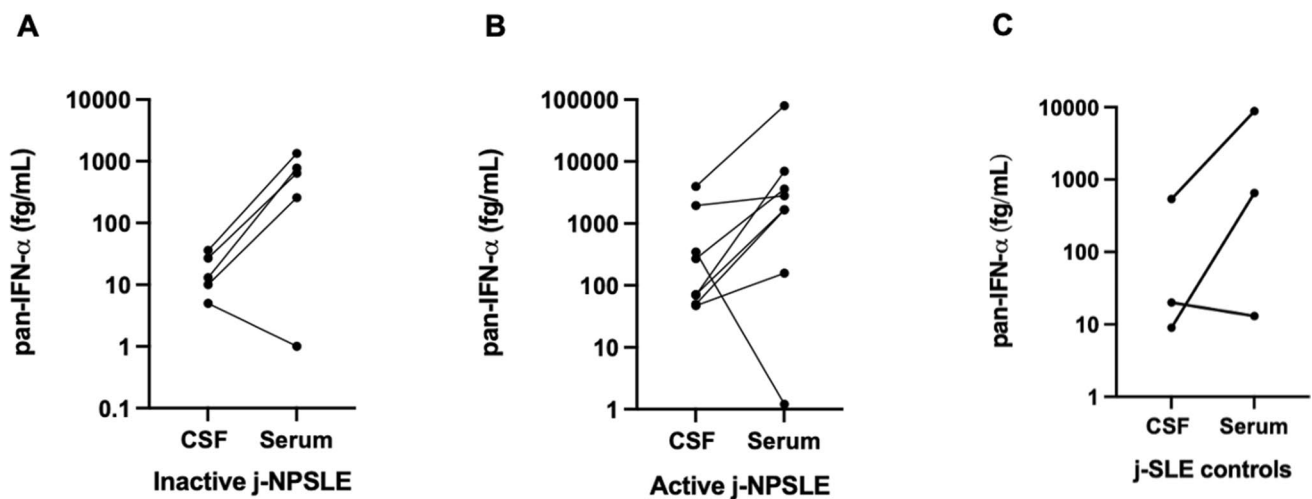 A
pan-IFN-α (fg/mL)
10000
1000
100
10
1
0.1
CSF Serum
Inactive j-NPSLE
B
pan-IFN-α (fg/mL)
100000
10000
1000
100
10
1
CSF Serum
Active j-NPSLE
C
pan-IFN-α (fg/mL)
10000
1000
100
10
1
CSF Serum
j-SLE controls